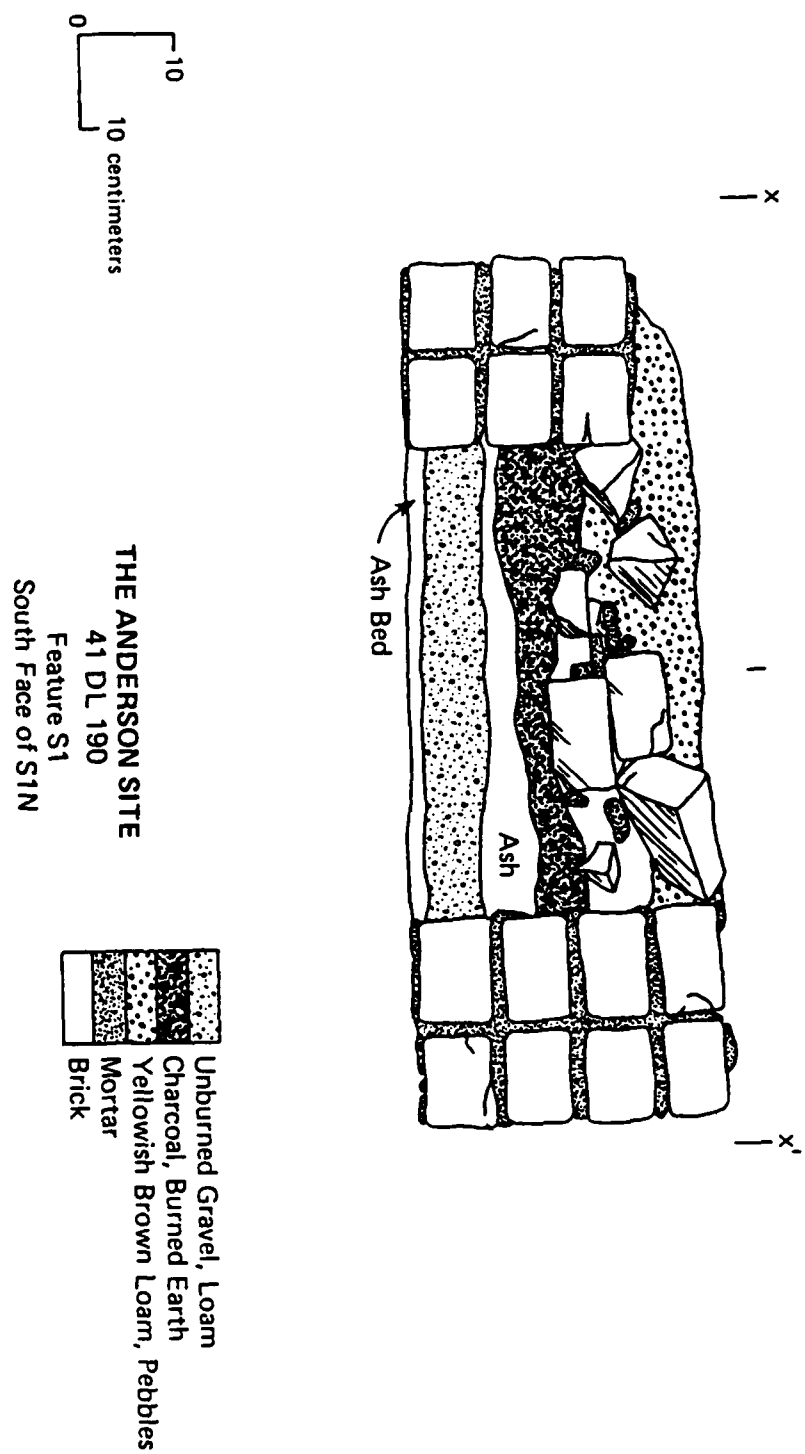 x
x'
Ash
Ash Bed
10
0
10 centimeters
THE ANDERSON SITE
41 DL 190
Feature S1
South Face of S1N
Unburned Gravel, Loam
Charcoal, Burned Earth
Yellowish Brown Loam, Pebbles
Mortar
Brick